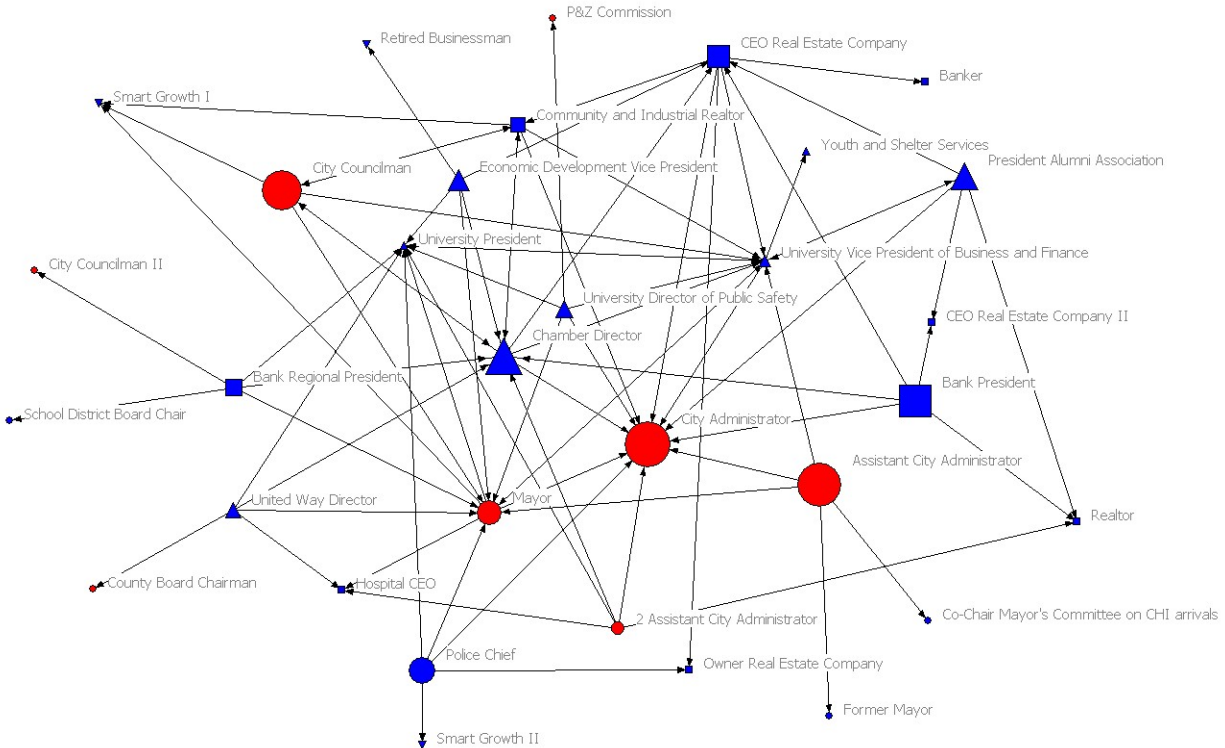 P&Z Commission
Retired Businessman
CEO Real Estate Company
Banker
Smart Growth I
Community and Industrial Realtor
Youth and Shelter Services
President Alumni Association
City Councilman
Economic Development Vice President
University President
University Vice President of Business and Finance
City Councilman II
University Director of Public Safety
CEO Real Estate Company II
Chamber Director
Bank Regional President
Bank President
School District Board Chair
City Administrator
Assistant City Administrator
United Way Director
Mayor
Realtor
County Board Chairman
Hospital CEO
2 Assistant City Administrator
Co-Chair Mayor's Committee on CHI arrivals
Police Chief
Owner Real Estate Company
Former Mayor
Smart Growth II